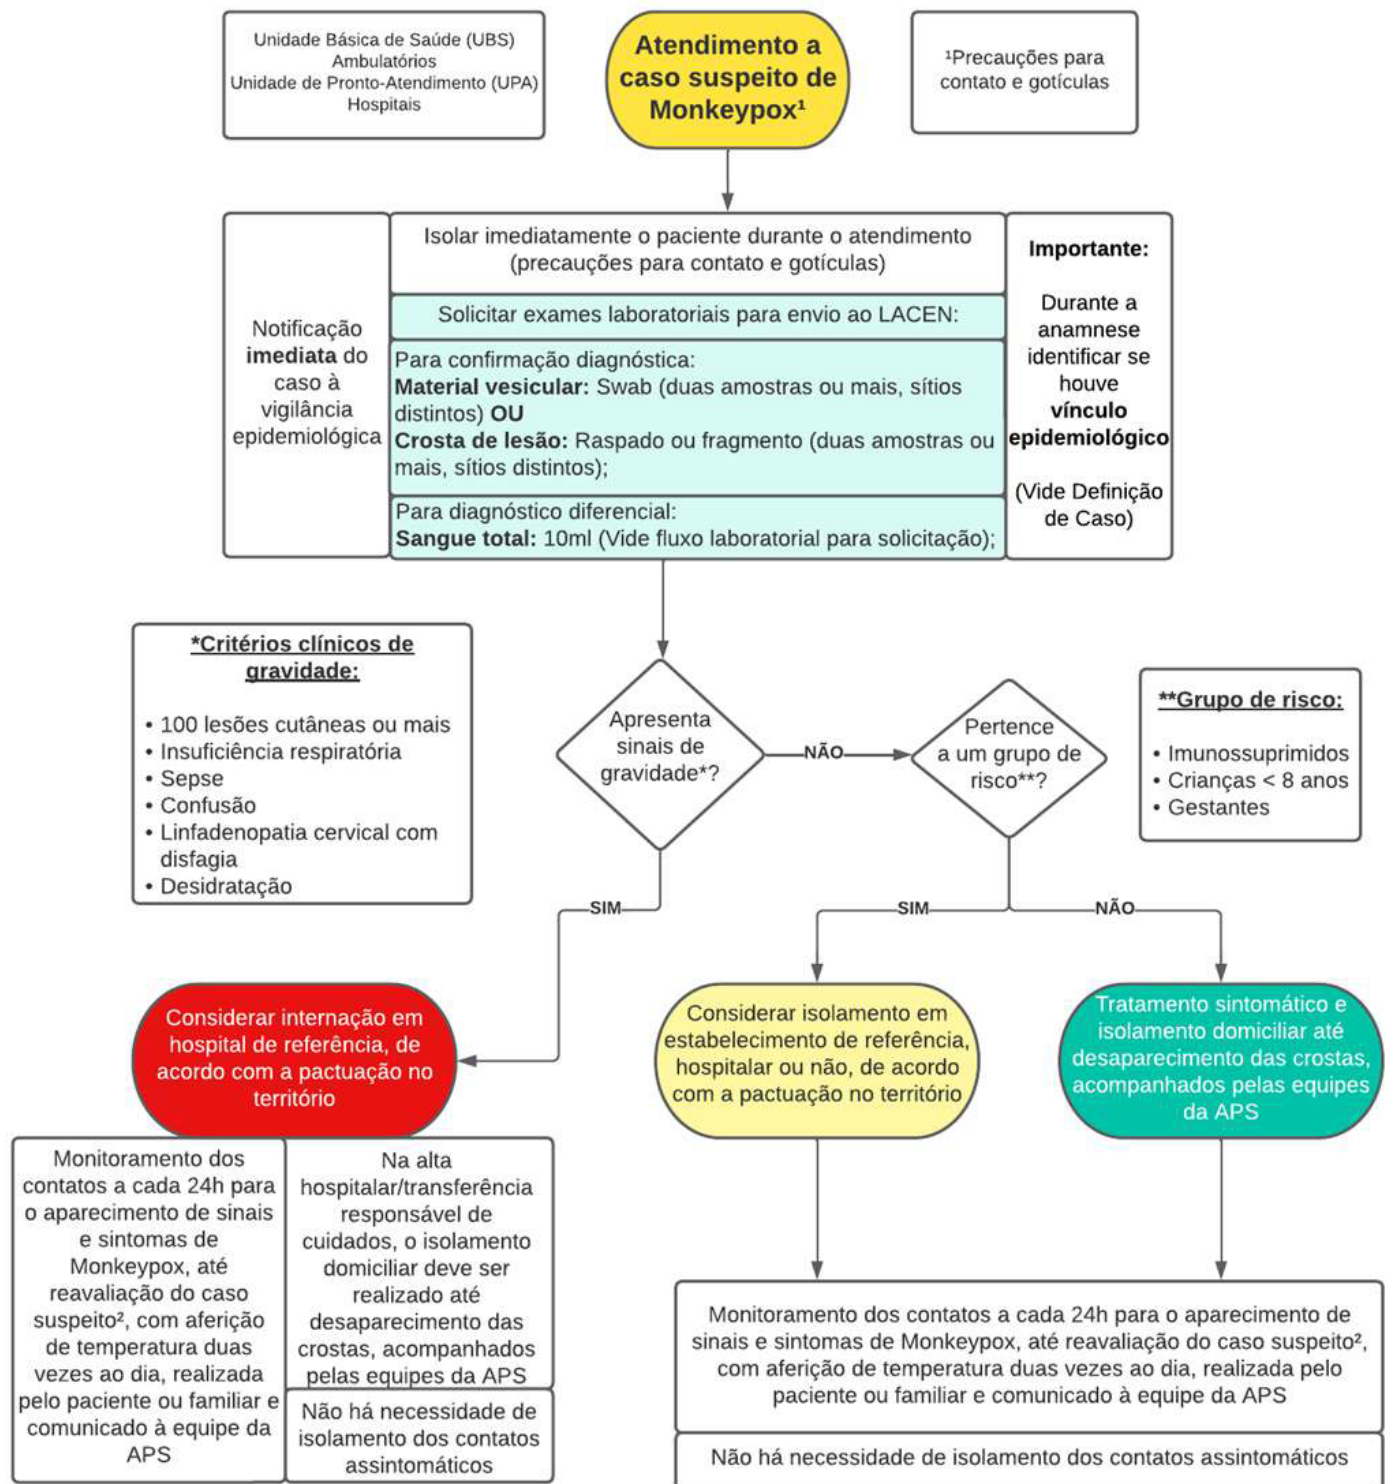 Unidade Básica de Saúde (UBS)
Ambulatórios
Unidade de Pronto-Atendimento (UPA)
Hospitais
Atendimento a
caso suspeito de
Monkeypox¹
¹Precauções para
contato e gotículas
Notificação
imediata do
caso à
vigilância
epidemiológica
Isolar imediatamente o paciente durante o atendimento
(precauções para contato e gotículas)
Solicitar exames laboratoriais para envio ao LACEN:
Para confirmação diagnóstica:
Material vesicular: Swab (duas amostras ou mais, sítios
distintos) OU
Crosta de lesão: Raspado ou fragmento (duas amostras ou
mais, sítios distintos);
Para diagnóstico diferencial:
Sangue total: 10ml (Vide fluxo laboratorial para solicitação);
Importante:
Durante a
anamnese
identificar se
houve
vínculo
epidemiológico
(Vide Definição
de Caso)
*Critérios clínicos de
gravidade:
• 100 lesões cutâneas ou mais
• Insuficiência respiratória
• Sepse
• Confusão
• Linfadenopatia cervical com
disfagia
• Desidratação
Apresenta
sinais de
gravidade*?
NÃO
Pertence
a um grupo de
risco**?
**Grupo de risco:
• Imunossuprimidos
• Crianças < 8 anos
• Gestantes
SIM
SIM
NÃO
Considerar internação em
hospital de referência, de
acordo com a pactuação no
território
Considerar isolamento em
estabelecimento de referência,
hospitalar ou não, de acordo
com a pactuação no território
Tratamento sintomático e
isolamento domiciliar até
desaparecimento das crostas,
acompanhados pelas equipes
da APS
Monitoramento dos
contatos a cada 24h para
o aparecimento de sinais
e sintomas de
Monkeypox, até
reavaliação do caso
suspeito², com aferição
de temperatura duas
vezes ao dia, realizada
pelo paciente ou familiar e
comunicado à equipe da
APS
Na alta
hospitalar/transferência
responsável de
cuidados, o isolamento
domiciliar deve ser
realizado até
desaparecimento das
crostas, acompanhados
pelas equipes da APS
Não há necessidade de
isolamento dos contatos
assintomáticos
Monitoramento dos contatos a cada 24h para o aparecimento de
sinais e sintomas de Monkeypox, até reavaliação do caso suspeito²,
com aferição de temperatura duas vezes ao dia, realizada pelo
paciente ou familiar e comunicado à equipe da APS
Não há necessidade de isolamento dos contatos assintomáticos